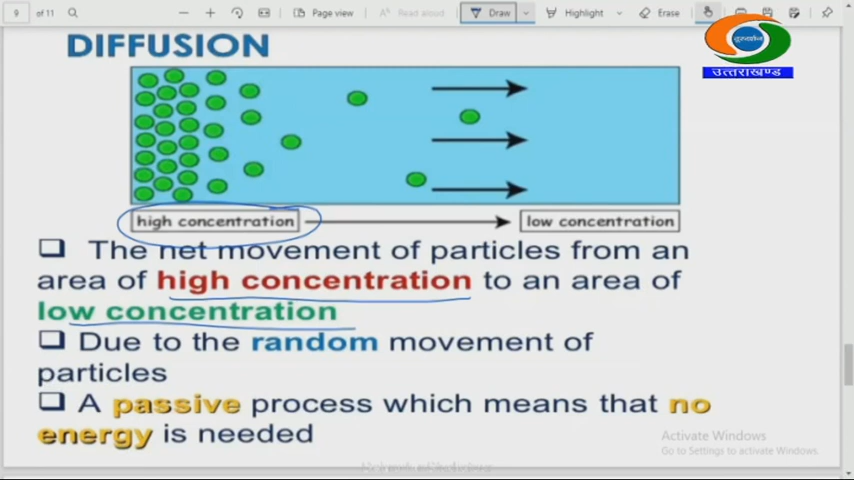 9 of 11
Page view
Read aloud
Draw
Highlight
Erase
DIFFUSION
दूरदर्शन
उत्तराखण्ड
high concentration
low concentration
❑ The net movement of particles from an
area of high concentration to an area of
low concentration
❑ Due to the random movement of
particles
❑ A passive process which means that no
energy is needed
Activate Windows
Go to Settings to activate Windows.